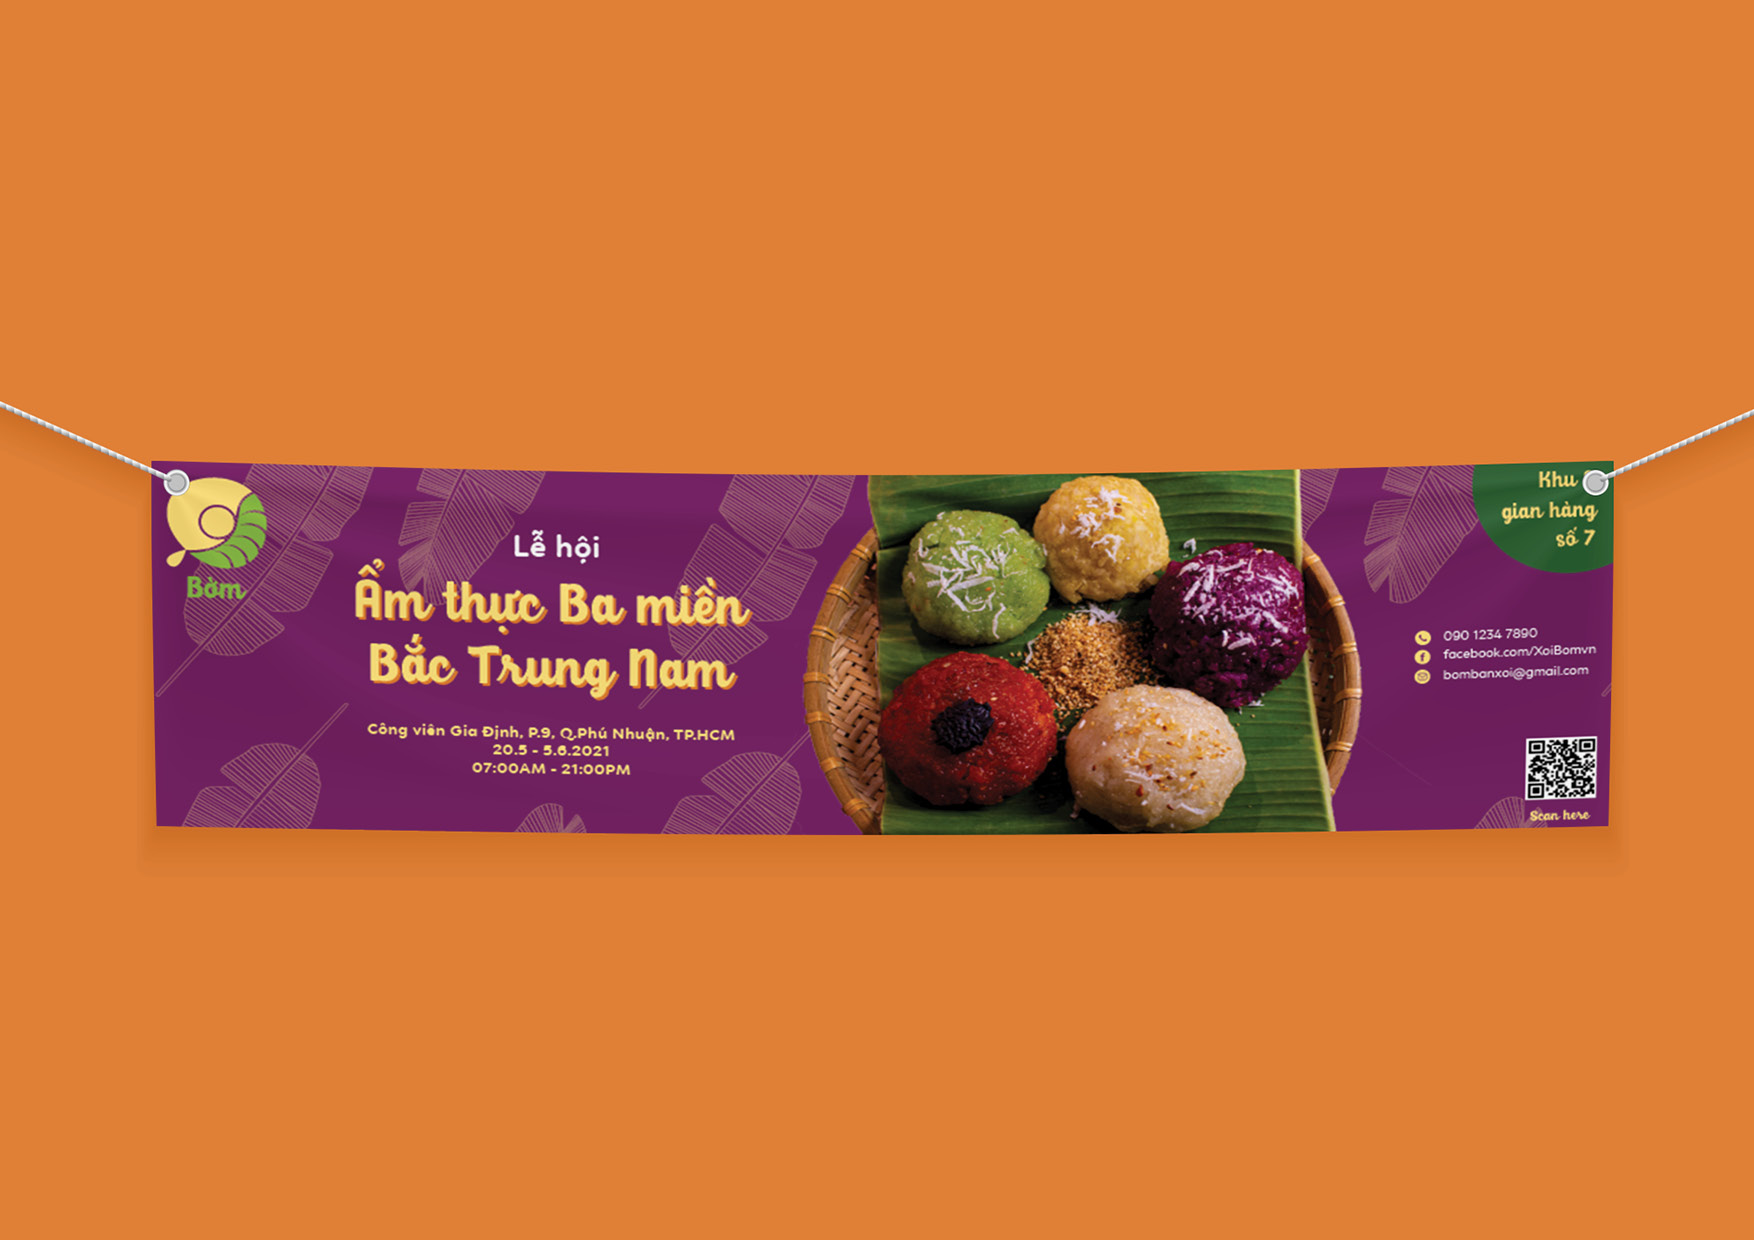 Bờm
Lễ hội
Ẩm thực Ba miền
Bắc Trung Nam
Công viên Gia Định, P.9, Q.Phú Nhuận, TP.HCM
20.5 - 5.6.2021
07:00AM - 21:00PM
Khu
gian hàng
số 7
090 1234 7890
facebook.com/XoiBomvn
bombanxoi@gmail.com
Scan here